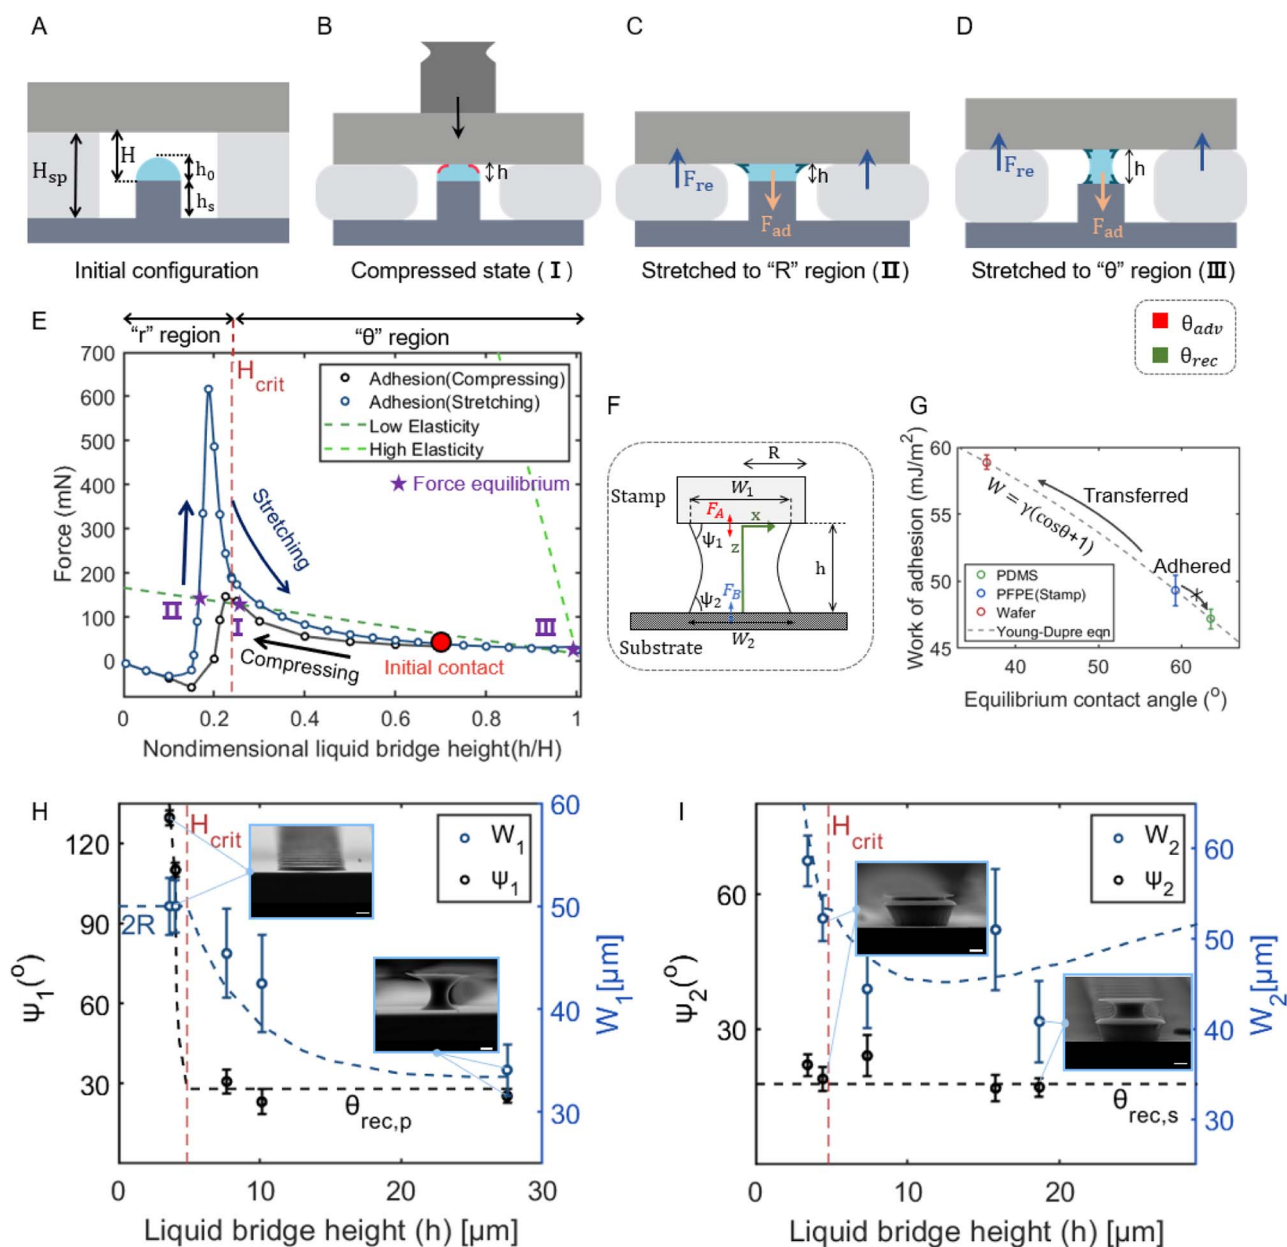 A
B
C
D
H_sp
H
h_0
h_s
h
F_re
F_ad
h
F_re
F_ad
h
Initial configuration
Compressed state ( I )
Stretched to “R” region ( II )
Stretched to “θ” region ( III )
θ_adv
θ_rec
E
“r” region
“θ” region
700
600
500
400
300
200
100
0
Force (mN)
H_crit
Adhesion(Compressing)
Adhesion(Stretching)
Low Elasticity
High Elasticity
★ Force equilibrium
Stretching
II
I
III
Compressing
Initial contact
0
0.2
0.4
0.6
0.8
1
Nondimensional liquid bridge height(h/H)
F
R
Stamp
W_1
F_A
x
Ψ_1
z
h
Ψ_2
F_B
Substrate
W_2
G
60
55
50
45
Work of adhesion (mJ/m²)
W = γ(cosθ+1)
Transferred
Adhered
PDMS
PFPE(Stamp)
Wafer
Young-Dupre eqn
40
50
60
Equilibrium contact angle (°)
H
120
90
60
30
Ψ_1(°)
H_crit
W_1
Ψ_1
2R
θ_rec,p
60
50
40
30
W_1[µm]
0
10
20
30
Liquid bridge height (h) [µm]
I
60
30
Ψ_2(°)
H_crit
W_2
Ψ_2
θ_rec,s
60
50
40
30
W_2[µm]
0
10
20
Liquid bridge height (h) [µm]